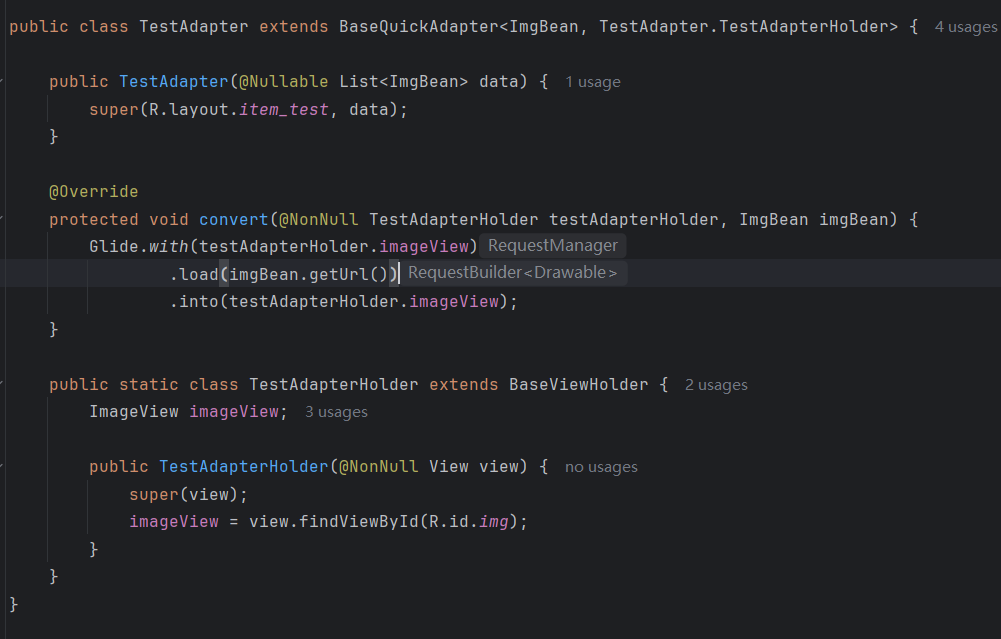 public class TestAdapter extends BaseQuickAdapter<ImgBean, TestAdapter.TestAdapterHolder> {  4 usages
public TestAdapter(@Nullable List<ImgBean> data) {  1 usage
super(R.layout.item_test, data);
}
@Override
protected void convert(@NonNull TestAdapterHolder testAdapterHolder, ImgBean imgBean) {
Glide.with(testAdapterHolder.imageView) RequestManager
.load(imgBean.getUrl()) RequestBuilder<Drawable>
.into(testAdapterHolder.imageView);
}
public static class TestAdapterHolder extends BaseViewHolder {  2 usages
ImageView imageView;  3 usages
public TestAdapterHolder(@NonNull View view) {  no usages
super(view);
imageView = view.findViewById(R.id.img);
}
}
}